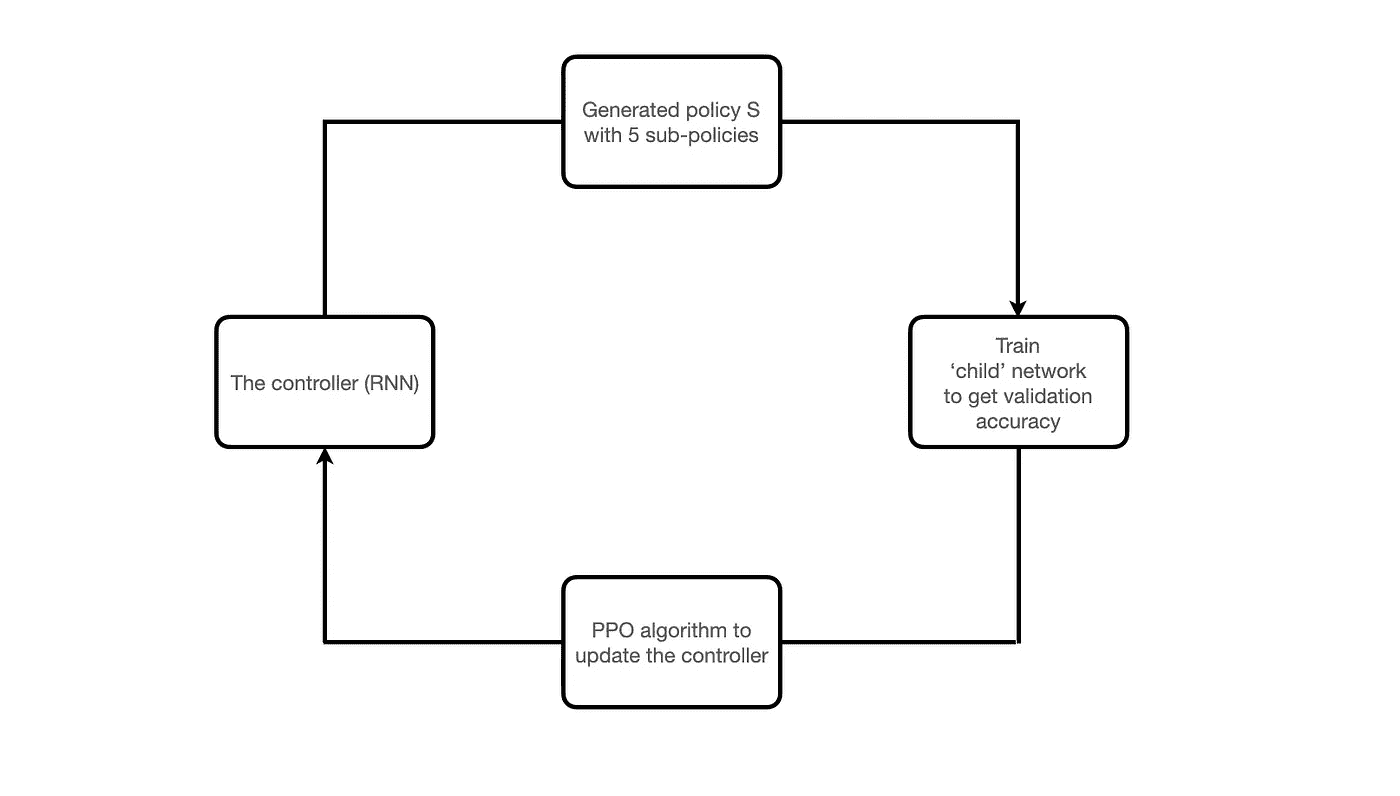 Generated policy S
with 5 sub-policies
The controller (RNN)
Train
‘child’ network
to get validation
accuracy
PPO algorithm to
update the controller